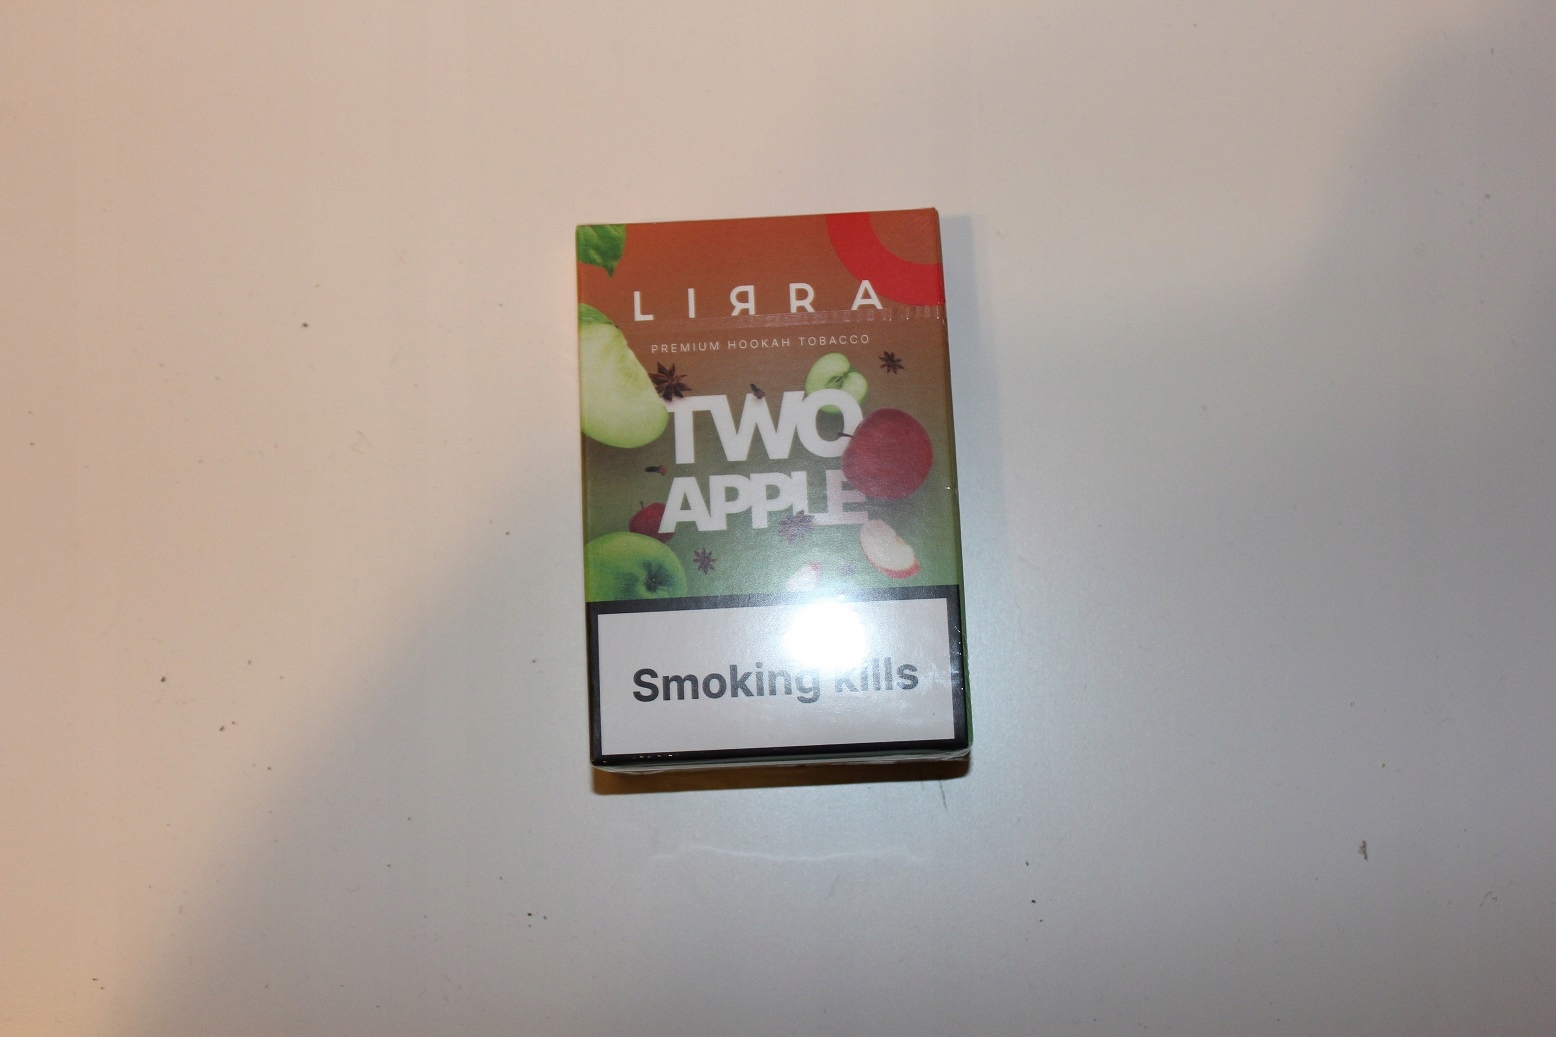 LIЯRA
PREMIUM HOOKAH TOBACCO
TWO
APPLE
Smoking kills